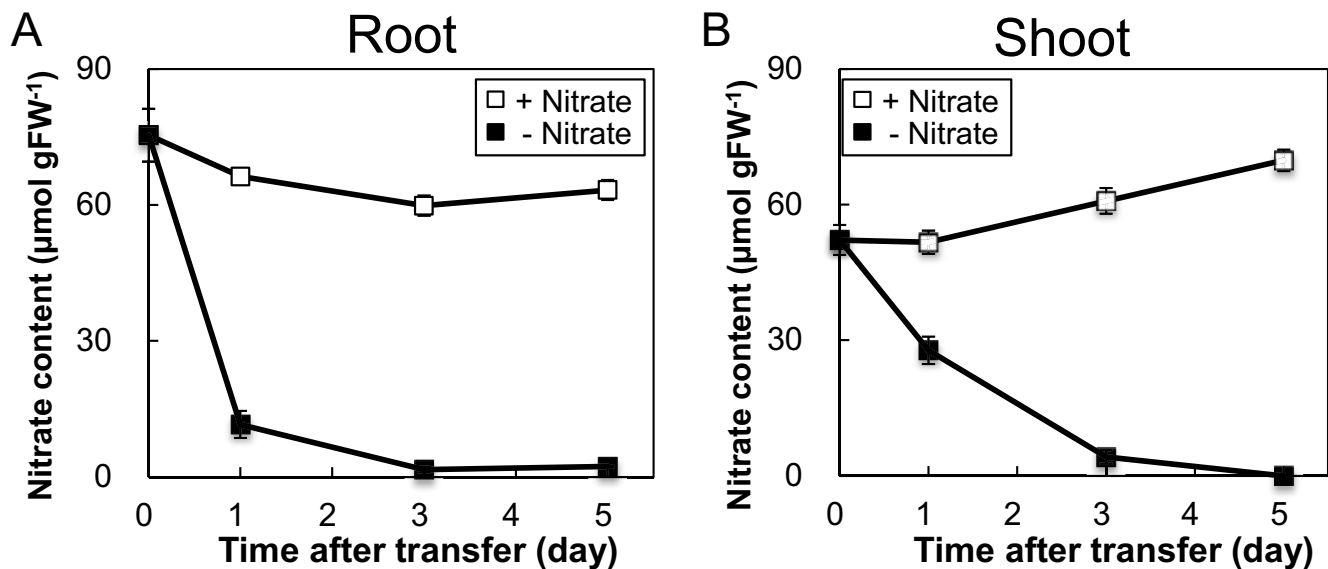 A
Root
Nitrate content (μmol gFW⁻¹)
90
60
30
0
+ Nitrate
- Nitrate
0 1 2 3 4 5
Time after transfer (day)
B
Shoot
Nitrate content (μmol gFW⁻¹)
90
60
30
0
+ Nitrate
- Nitrate
0 1 2 3 4 5
Time after transfer (day)